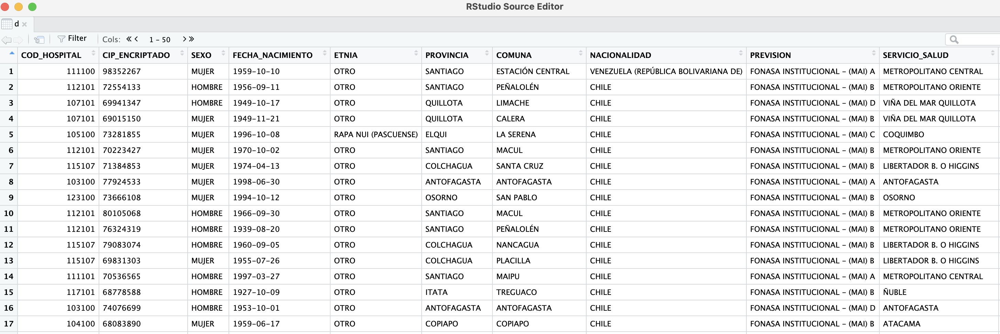 RStudio Source Editor
d
Filter Cols: 1 - 50
COD_HOSPITAL CIP_ENCRIPTADO SEXO FECHA_NACIMIENTO ETNIA PROVINCIA COMUNA NACIONALIDAD PREVISION SERVICIO_SALUD
1 111100 98352267 MUJER 1959-10-10 OTRO SANTIAGO ESTACIÓN CENTRAL VENEZUELA (REPÚBLICA BOLIVARIANA DE) FONASA INSTITUCIONAL - (MAI) A METROPOLITANO CENTRAL
2 112101 72554133 HOMBRE 1956-09-11 OTRO SANTIAGO PEÑALOLÉN CHILE FONASA INSTITUCIONAL - (MAI) B METROPOLITANO ORIENTE
3 107101 69941347 HOMBRE 1949-10-17 OTRO QUILLOTA LIMACHE CHILE FONASA INSTITUCIONAL - (MAI) D VIÑA DEL MAR QUILLOTA
4 107101 69015150 MUJER 1949-11-21 OTRO QUILLOTA CALERA CHILE FONASA INSTITUCIONAL - (MAI) B VIÑA DEL MAR QUILLOTA
5 105100 73281855 MUJER 1996-10-08 RAPA NUI (PASCUENSE) ELQUI LA SERENA CHILE FONASA INSTITUCIONAL - (MAI) C COQUIMBO
6 112101 70223427 MUJER 1970-10-02 OTRO SANTIAGO MACUL CHILE FONASA INSTITUCIONAL - (MAI) B METROPOLITANO ORIENTE
7 115107 71384853 MUJER 1974-04-13 OTRO COLCHAGUA SANTA CRUZ CHILE FONASA INSTITUCIONAL - (MAI) B LIBERTADOR B. O HIGGINS
8 103100 77924533 MUJER 1998-06-30 OTRO ANTOFAGASTA ANTOFAGASTA CHILE FONASA INSTITUCIONAL - (MAI) A ANTOFAGASTA
9 123100 73666108 MUJER 1994-10-12 OTRO OSORNO SAN PABLO CHILE FONASA INSTITUCIONAL - (MAI) B OSORNO
10 112101 80105068 HOMBRE 1966-09-30 OTRO SANTIAGO MACUL CHILE FONASA INSTITUCIONAL - (MAI) B METROPOLITANO ORIENTE
11 112101 76324319 HOMBRE 1939-08-20 OTRO SANTIAGO PEÑALOLÉN CHILE FONASA INSTITUCIONAL - (MAI) B METROPOLITANO ORIENTE
12 115107 79083074 HOMBRE 1960-09-05 OTRO COLCHAGUA NANCAGUA CHILE FONASA INSTITUCIONAL - (MAI) B LIBERTADOR B. O HIGGINS
13 115107 69831303 MUJER 1955-07-26 OTRO COLCHAGUA PLACILLA CHILE FONASA INSTITUCIONAL - (MAI) B LIBERTADOR B. O HIGGINS
14 111101 70536565 HOMBRE 1997-03-27 OTRO SANTIAGO MAIPU CHILE FONASA INSTITUCIONAL - (MAI) A METROPOLITANO CENTRAL
15 117101 68778588 HOMBRE 1927-10-09 OTRO ITATA TREGUACO CHILE FONASA INSTITUCIONAL - (MAI) B ÑUBLE
16 103100 74076699 HOMBRE 1953-10-01 OTRO ANTOFAGASTA ANTOFAGASTA CHILE FONASA INSTITUCIONAL - (MAI) D ANTOFAGASTA
17 104100 68083890 MUJER 1959-06-17 OTRO COPIAPO COPIAPO CHILE FONASA INSTITUCIONAL - (MAI) B ATACAMA